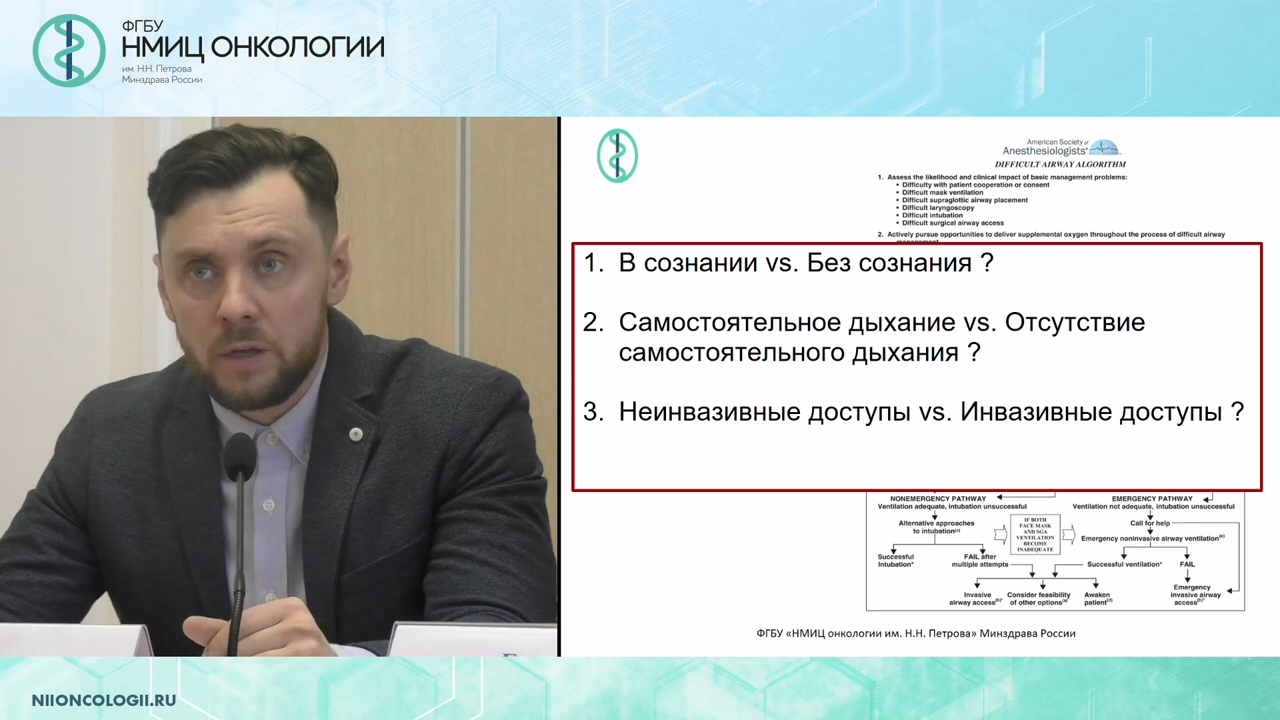 ФГБУ
НМИЦ ОНКОЛОГИИ
им. Н.Н. Петрова
Минздрава России
American Society of
Anesthesiologists®
DIFFICULT AIRWAY ALGORITHM
1. Assess the likelihood and clinical impact of basic management problems:
• Difficulty with patient cooperation or consent
• Difficult mask ventilation
• Difficult supraglottic airway placement
• Difficult laryngoscopy
• Difficult intubation
• Difficult surgical airway access
2. Actively pursue opportunities to deliver supplemental oxygen throughout the process of difficult airway
1. В сознании vs. Без сознания ?
2. Самостоятельное дыхание vs. Отсутствие
самостоятельного дыхания ?
3. Неинвазивные доступы vs. Инвазивные доступы ?
NONEMERGENCY PATHWAY
Ventilation adequate, intubation unsuccessful
EMERGENCY PATHWAY
Ventilation not adequate, intubation unsuccessful
Alternative approaches
to intubation(c)
IF BOTH
FACE MASK
AND SGA
VENTILATION
BECOME
INADEQUATE
Call for help
Emergency noninvasive airway ventilation(e)
Successful
Intubation*
FAIL after
multiple attempts
Successful ventilation*
FAIL
Invasive
airway access(b)*
Consider feasibility
of other options(a)
Awaken
patient(d)
Emergency
invasive airway
access(b)*
ФГБУ «НМИЦ онкологии им. Н.Н. Петрова» Минздрава России
NIIONCOLOGII.RU